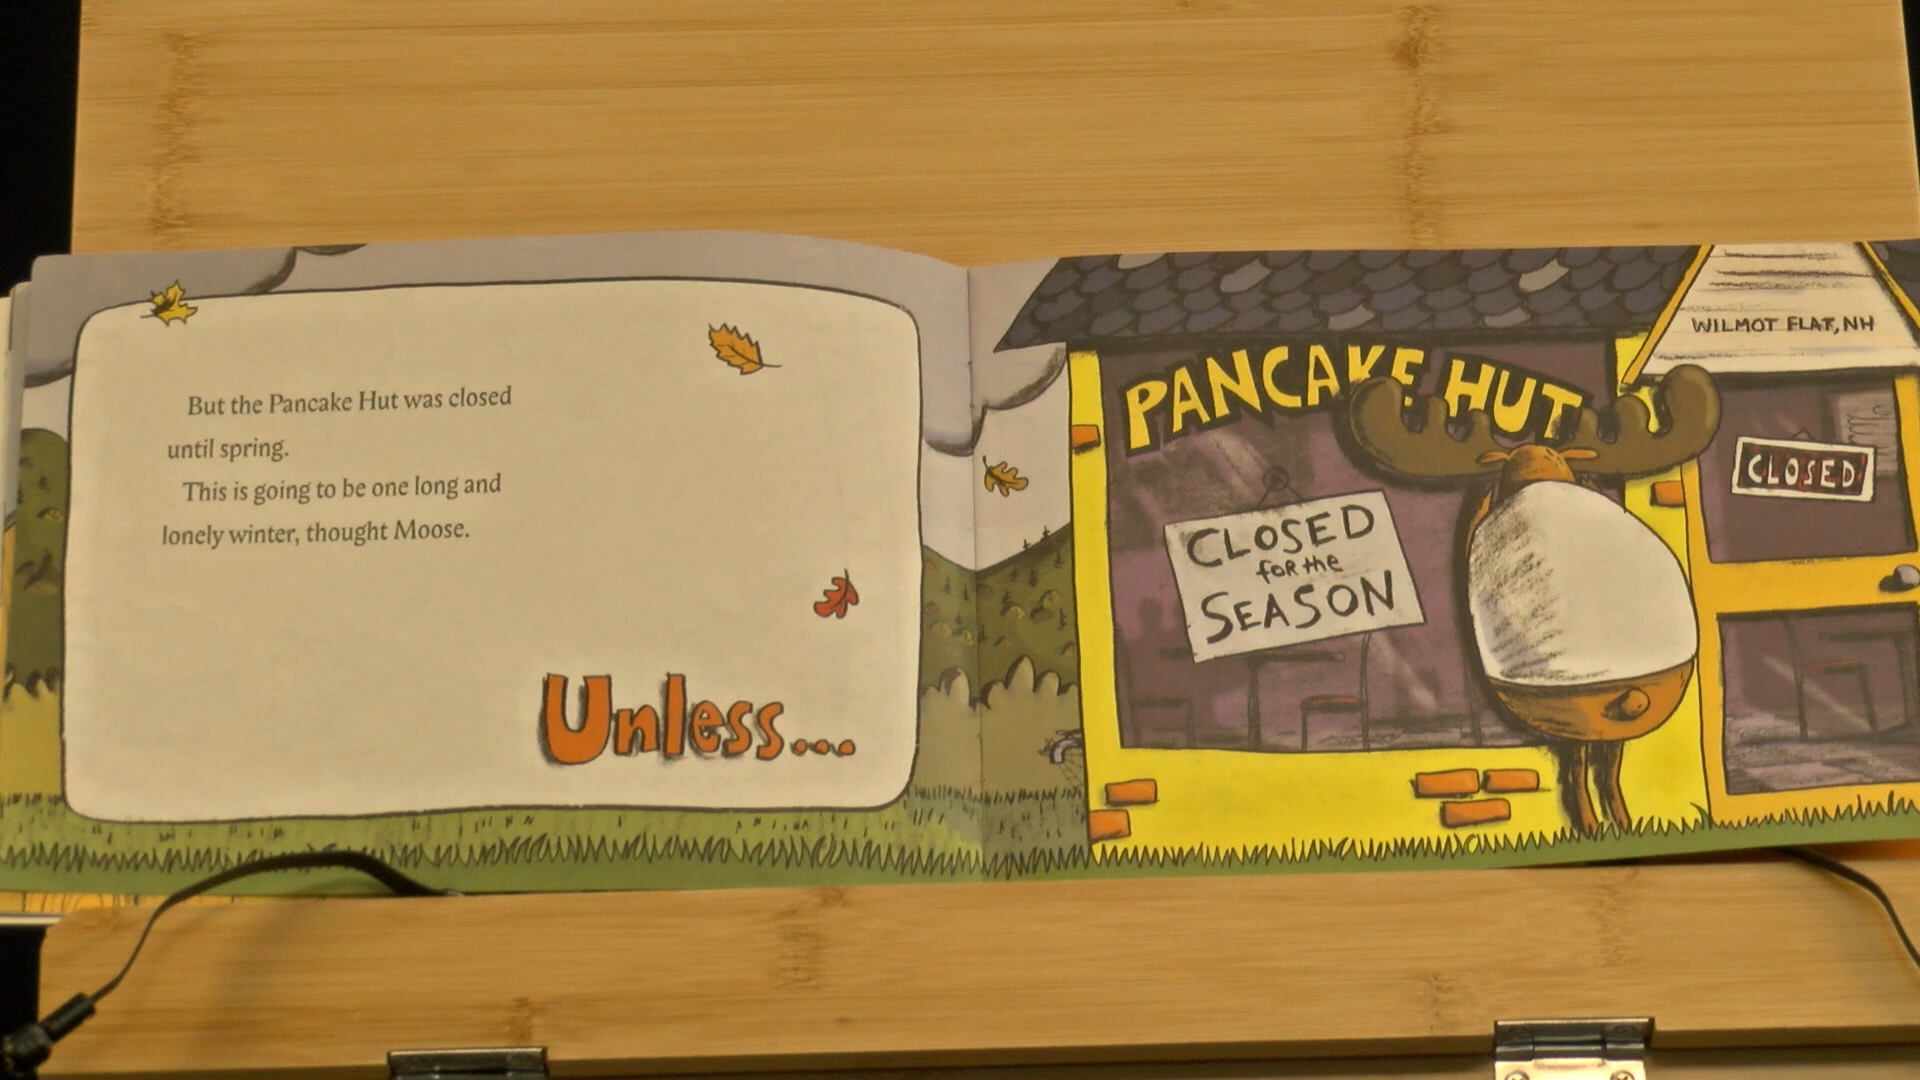 But the Pancake Hut was closed
until spring.
This is going to be one long and
lonely winter, thought Moose.
Unless...
PANCAKE HUT
WILMOT FLAT, NH
CLOSED
for the
SEASON
CLOSED